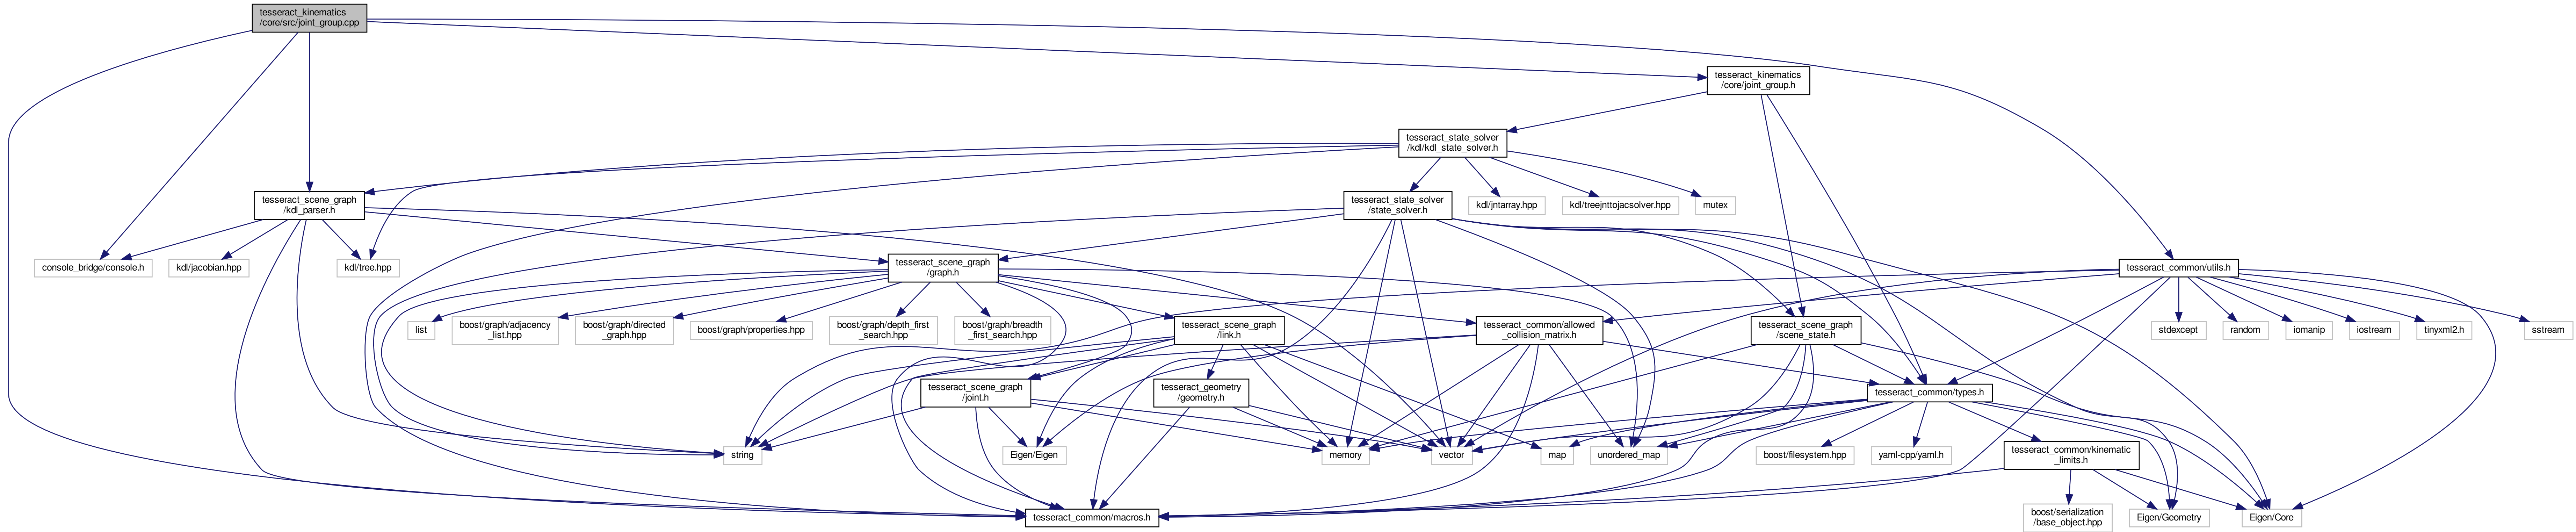 tesseract_kinematics
/core/src/joint_group.cpp
tesseract_kinematics
/core/joint_group.h
tesseract_state_solver
/kdl/kdl_state_solver.h
tesseract_scene_graph
/kdl_parser.h
tesseract_state_solver
/state_solver.h
kdl/jntarray.hpp
kdl/treejnttojacsolver.hpp
mutex
console_bridge/console.h
kdl/jacobian.hpp
kdl/tree.hpp
tesseract_scene_graph
/graph.h
tesseract_common/utils.h
list
boost/graph/adjacency
_list.hpp
boost/graph/directed
_graph.hpp
boost/graph/properties.hpp
boost/graph/depth_first
_search.hpp
boost/graph/breadth
_first_search.hpp
tesseract_scene_graph
/link.h
tesseract_common/allowed
_collision_matrix.h
tesseract_scene_graph
/scene_state.h
stdexcept
random
iomanip
iostream
tinyxml2.h
sstream
tesseract_scene_graph
/joint.h
tesseract_geometry
/geometry.h
tesseract_common/types.h
string
Eigen/Eigen
memory
vector
map
unordered_map
boost/filesystem.hpp
yaml-cpp/yaml.h
tesseract_common/kinematic
_limits.h
tesseract_common/macros.h
boost/serialization
/base_object.hpp
Eigen/Geometry
Eigen/Core